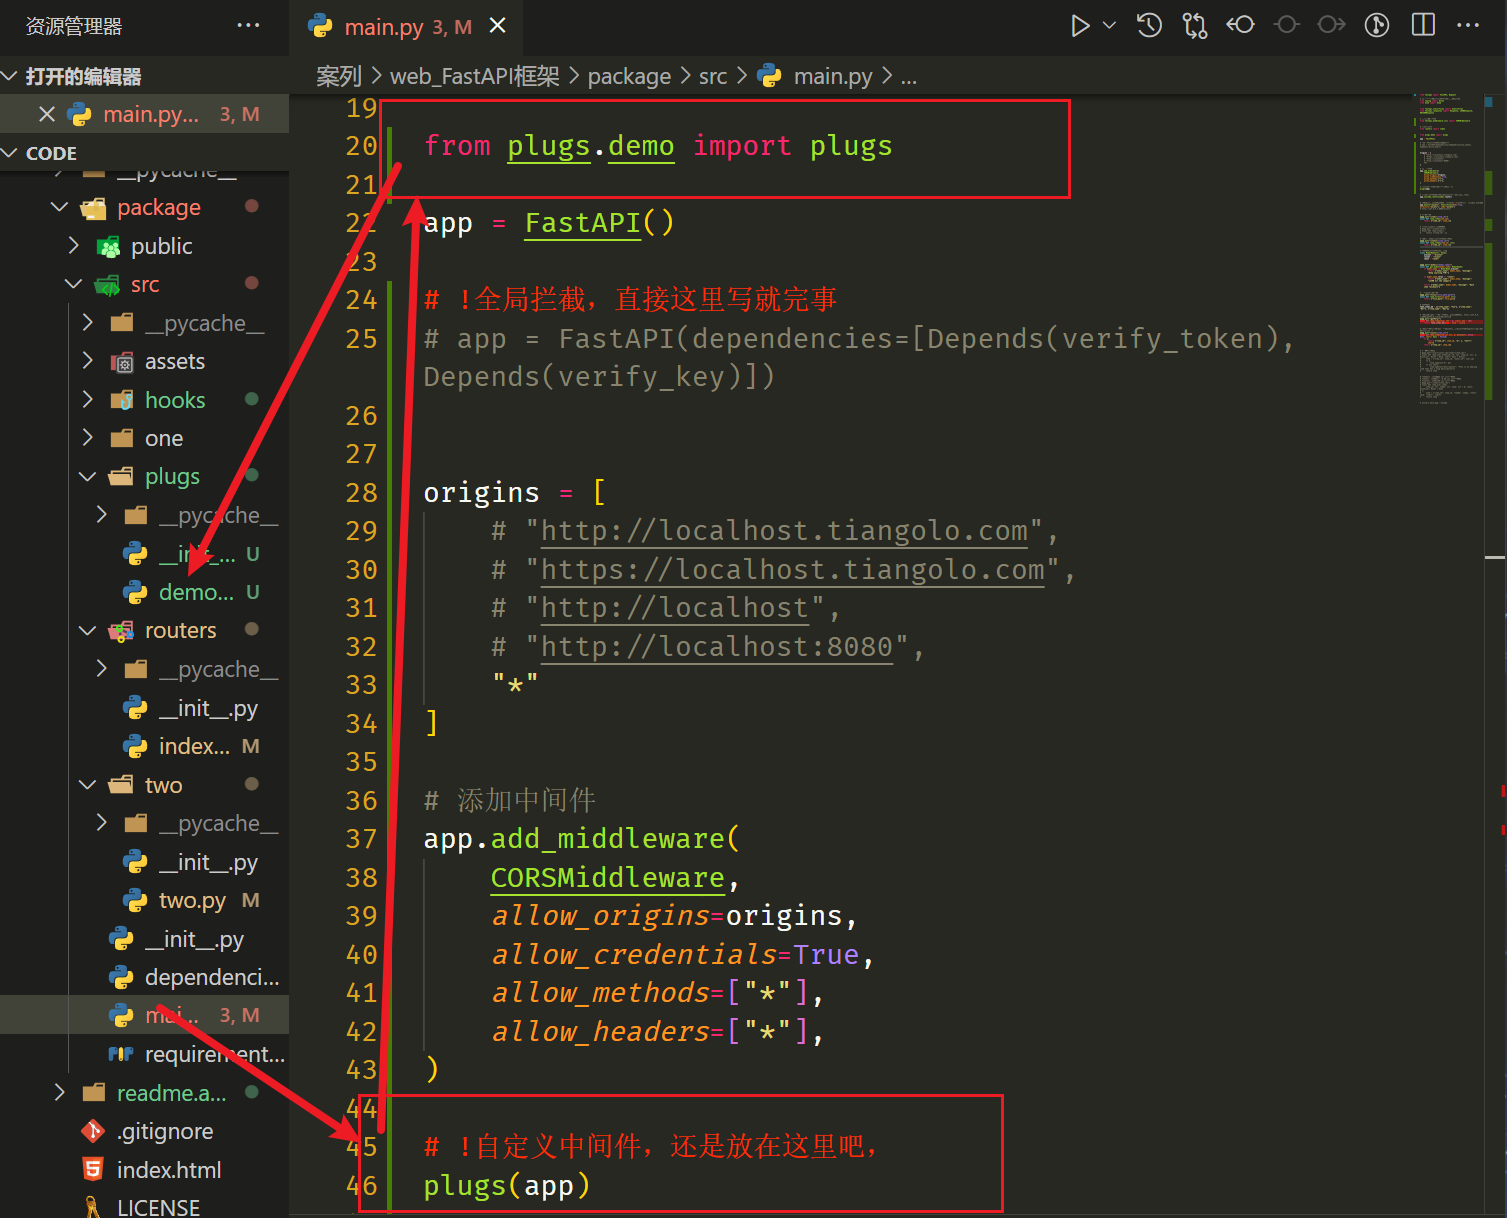 资源管理器
打开的编辑器
main.py... 3, M
CODE
__pycache__
package
public
src
__pycache__
assets
hooks
one
plugs
__pycache__
__init_... U
demo... U
routers
__pycache__
__init__.py
index... M
two
__pycache__
__init__.py
two.py M
__init__.py
dependenci...
mai... 3, M
requirement...
readme.a...
.gitignore
index.html
LICENSE
main.py 3, M
案列 > web_FastAPI框架 > package > src > main.py > ...
19
20 from plugs.demo import plugs
21
22 app = FastAPI()
23
24 # !全局拦截，直接这里写就完事
25 # app = FastAPI(dependencies=[Depends(verify_token),
Depends(verify_key)])
26
27
28 origins = [
29 # "http://localhost.tiangolo.com",
30 # "https://localhost.tiangolo.com",
31 # "http://localhost",
32 # "http://localhost:8080",
33 "*"
34 ]
35
36 # 添加中间件
37 app.add_middleware(
38 CORSMiddleware,
39 allow_origins=origins,
40 allow_credentials=True,
41 allow_methods=["*"],
42 allow_headers=["*"],
43 )
44
45 # !自定义中间件，还是放在这里吧，
46 plugs(app)